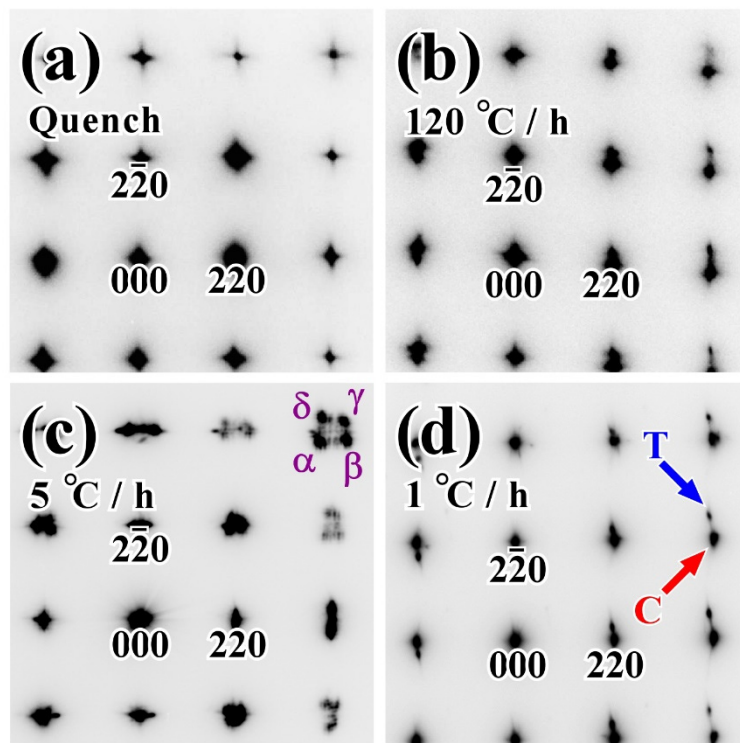 (a)
Quench
22̄0
000 220
(b)
120 °C / h
22̄0
000 220
(c)
5 °C / h
δ γ
α β
22̄0
000 220
(d)
1 °C / h
T
22̄0
C
000 220